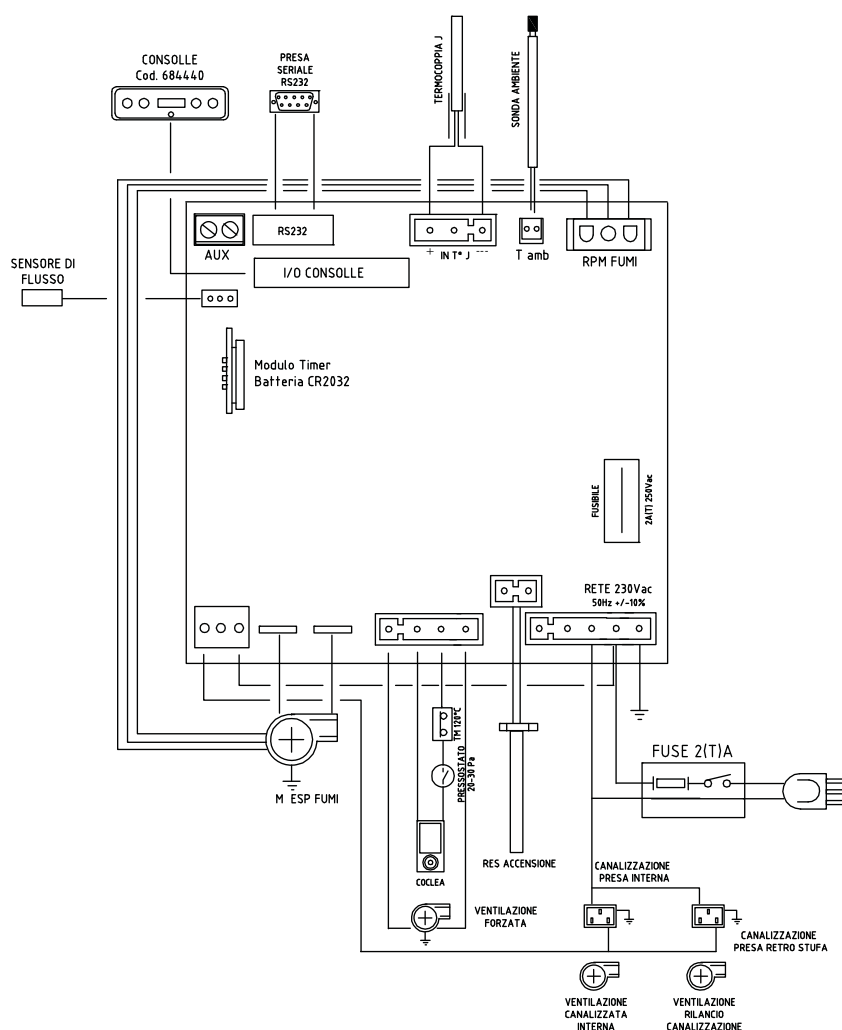 CONSOLLE
Cod. 684440
PRESA
SERIALE
RS232
TERMOCOPPIA J
SONDA AMBIENTE
AUX
RS232
+ IN T° J ---
T amb
RPM FUMI
I/O CONSOLLE
SENSORE DI
FLUSSO
Modulo Timer
Batteria CR2032
FUSIBILE
2A(T) 250Vac
RETE 230Vac
50Hz +/-10%
TM 120°C
PRESSOSTATO
20-30 Pa
FUSE 2(T)A
M ESP FUMI
COCLEA
RES ACCENSIONE
CANALIZZAZIONE
PRESA INTERNA
VENTILAZIONE
FORZATA
CANALIZZAZIONE
PRESA RETRO STUFA
VENTILAZIONE
CANALIZZATA
INTERNA
VENTILAZIONE
RILANCIO
CANALIZZAZIONE